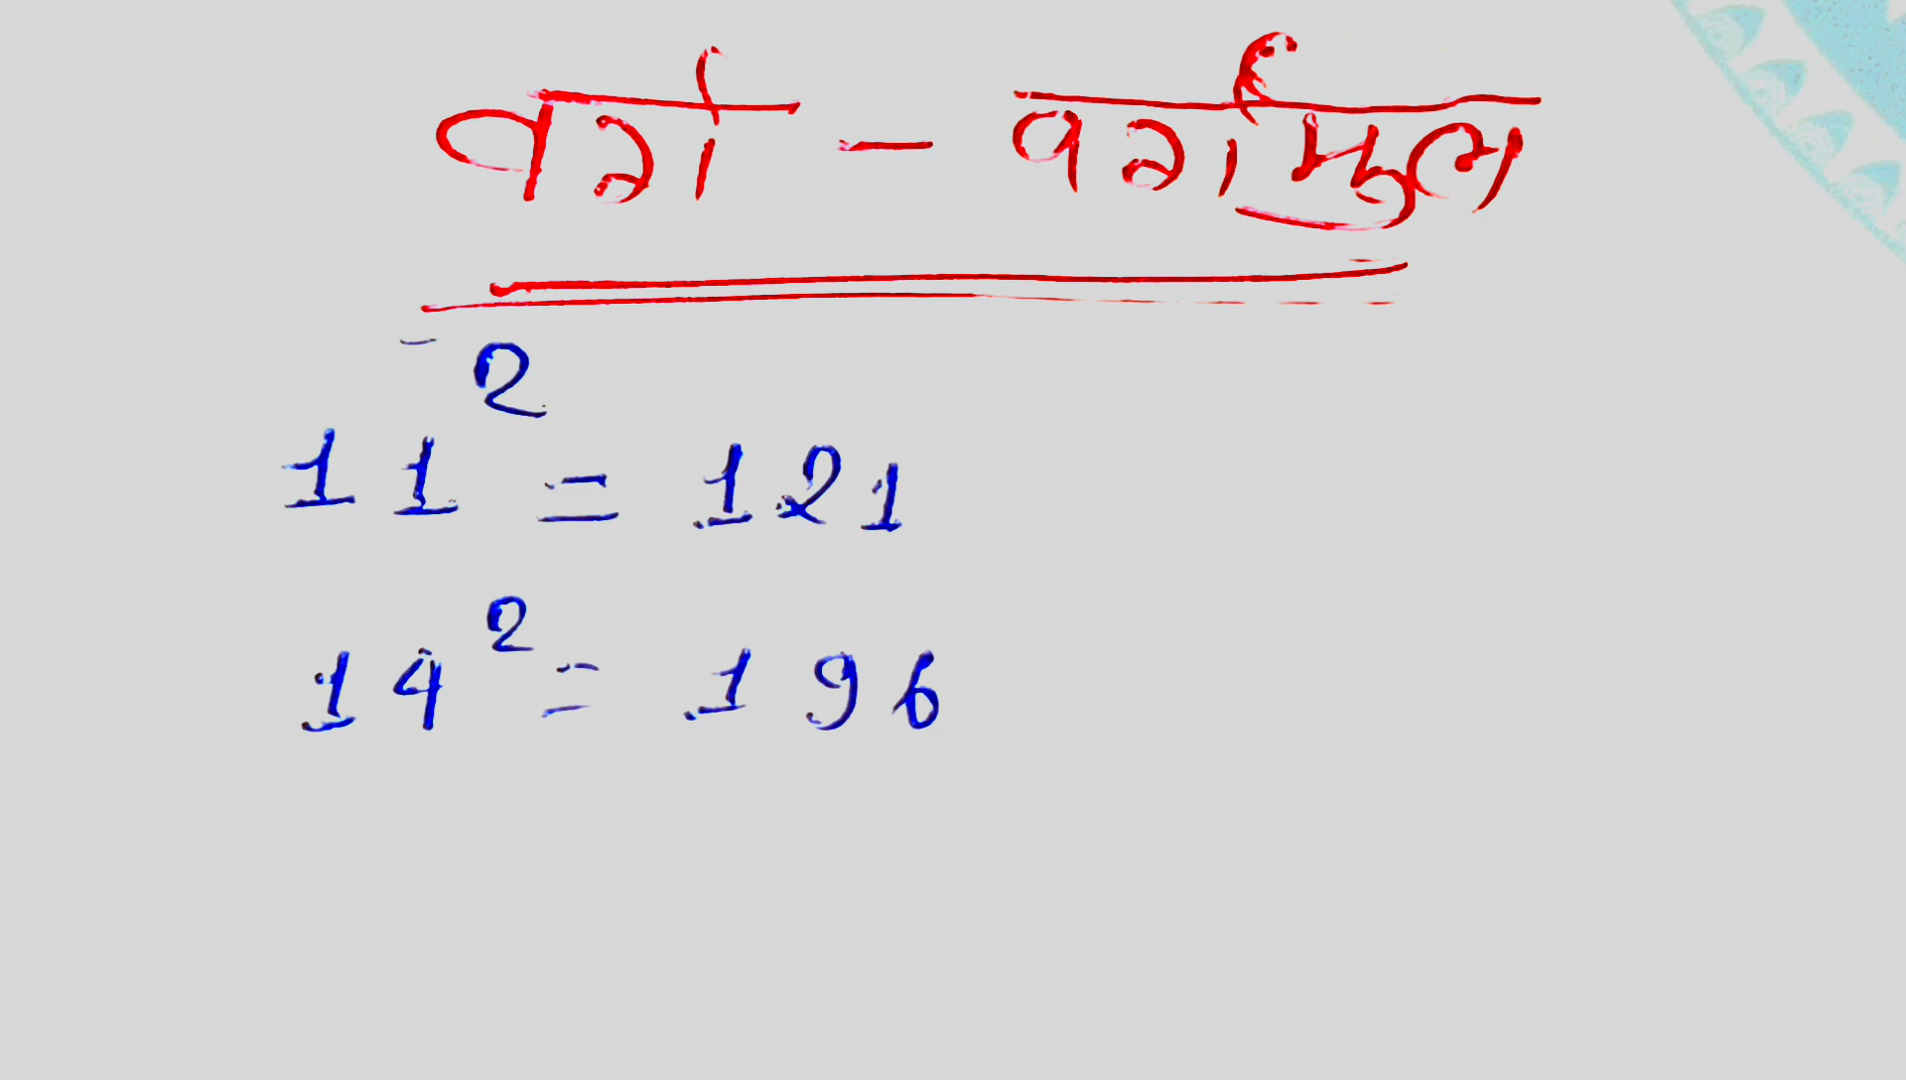 वर्ग - वर्गमूल
11² = 121
14² = 196